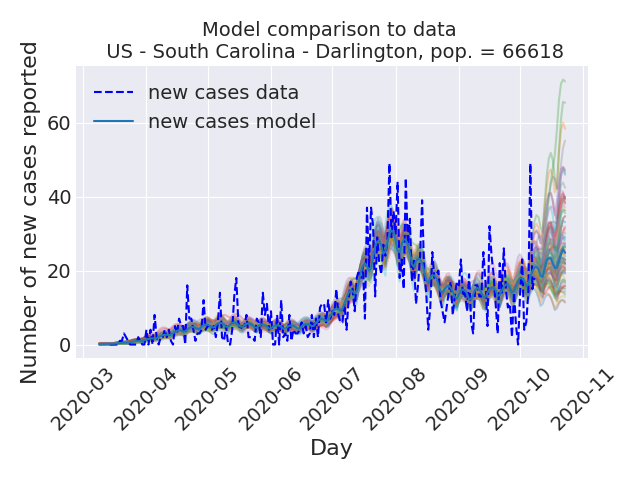 Model comparison to data
US - South Carolina - Darlington, pop. = 66618
Number of new cases reported
new cases data
new cases model
60
40
20
0
2020-03
2020-04
2020-05
2020-06
2020-07
2020-08
2020-09
2020-10
2020-11
Day